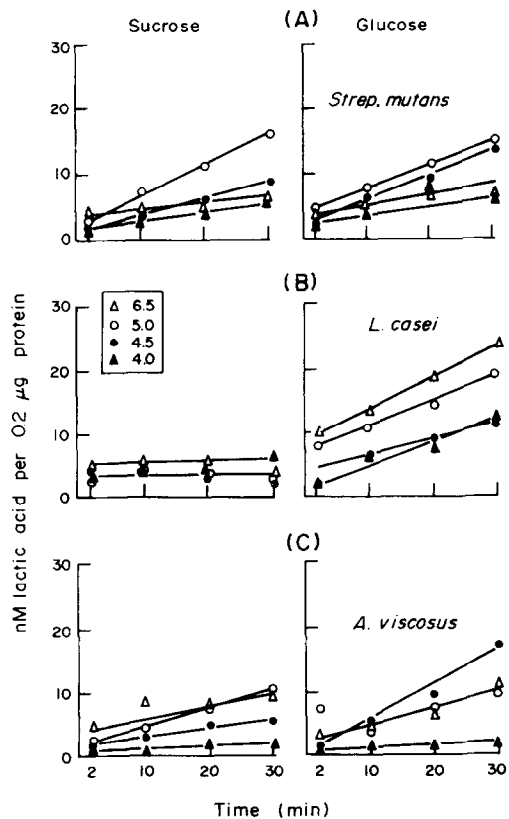 Sucrose (A) Glucose
30
20
10
0
Strep. mutans
(B)
30
20
10
0
△ 6.5
○ 5.0
● 4.5
▲ 4.0
L. casei
(C)
30
20
10
0
A. viscosus
2 10 20 30 2 10 20 30
Time (min)
nM lactic acid per O2 μg protein